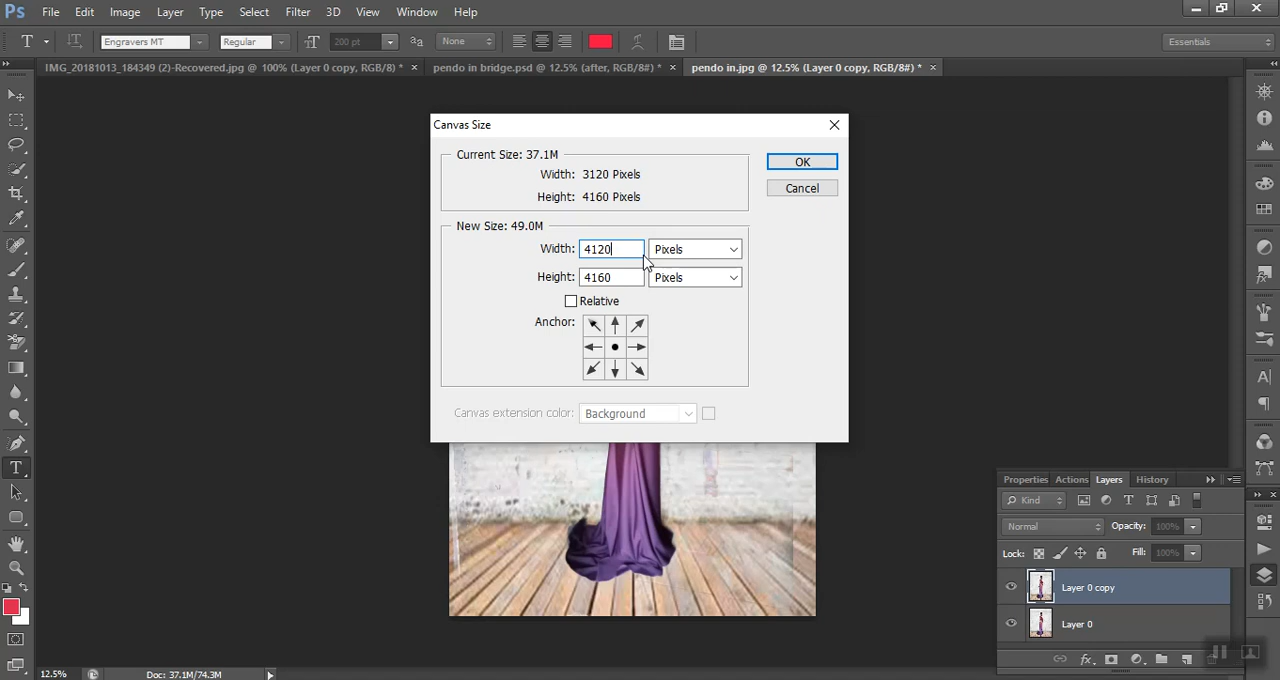 Ps File Edit Image Layer Type Select Filter 3D View Window Help
T Engravers MT Regular 200 pt aa None Essentials
IMG_20181013_184349 (2)-Recovered.jpg @ 100% (Layer 0 copy, RGB/8) * × pendo in bridge.psd @ 12.5% (after, RGB/8#) * × pendo in.jpg @ 12.5% (Layer 0 copy, RGB/8#) * ×
Canvas Size
Current Size: 37.1M
OK
Width: 3120 Pixels
Cancel
Height: 4160 Pixels
New Size: 49.0M
Width: 4120 Pixels
Height: 4160 Pixels
Relative
Anchor:
Canvas extension color: Background
Properties Actions Layers History
Kind
Normal Opacity: 100%
Lock: Fill: 100%
Layer 0 copy
Layer 0
12.5% Doc: 37.1M/74.3M